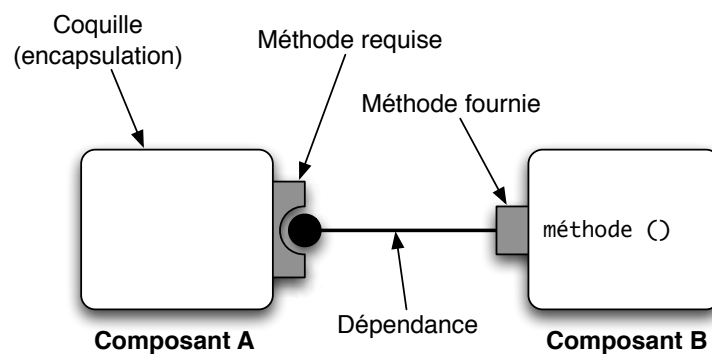 Coquille
(encapsulation)
Méthode requise
Méthode fournie
méthode ()
Dépendance
Composant A
Composant B